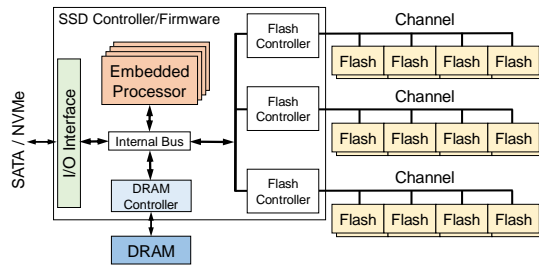 SSD Controller/Firmware
SATA / NVMe
I/O Interface
Embedded
Processor
Internal Bus
DRAM
Controller
DRAM
Flash
Controller
Channel
Flash Flash Flash Flash
Flash
Controller
Channel
Flash Flash Flash Flash
Flash
Controller
Channel
Flash Flash Flash Flash